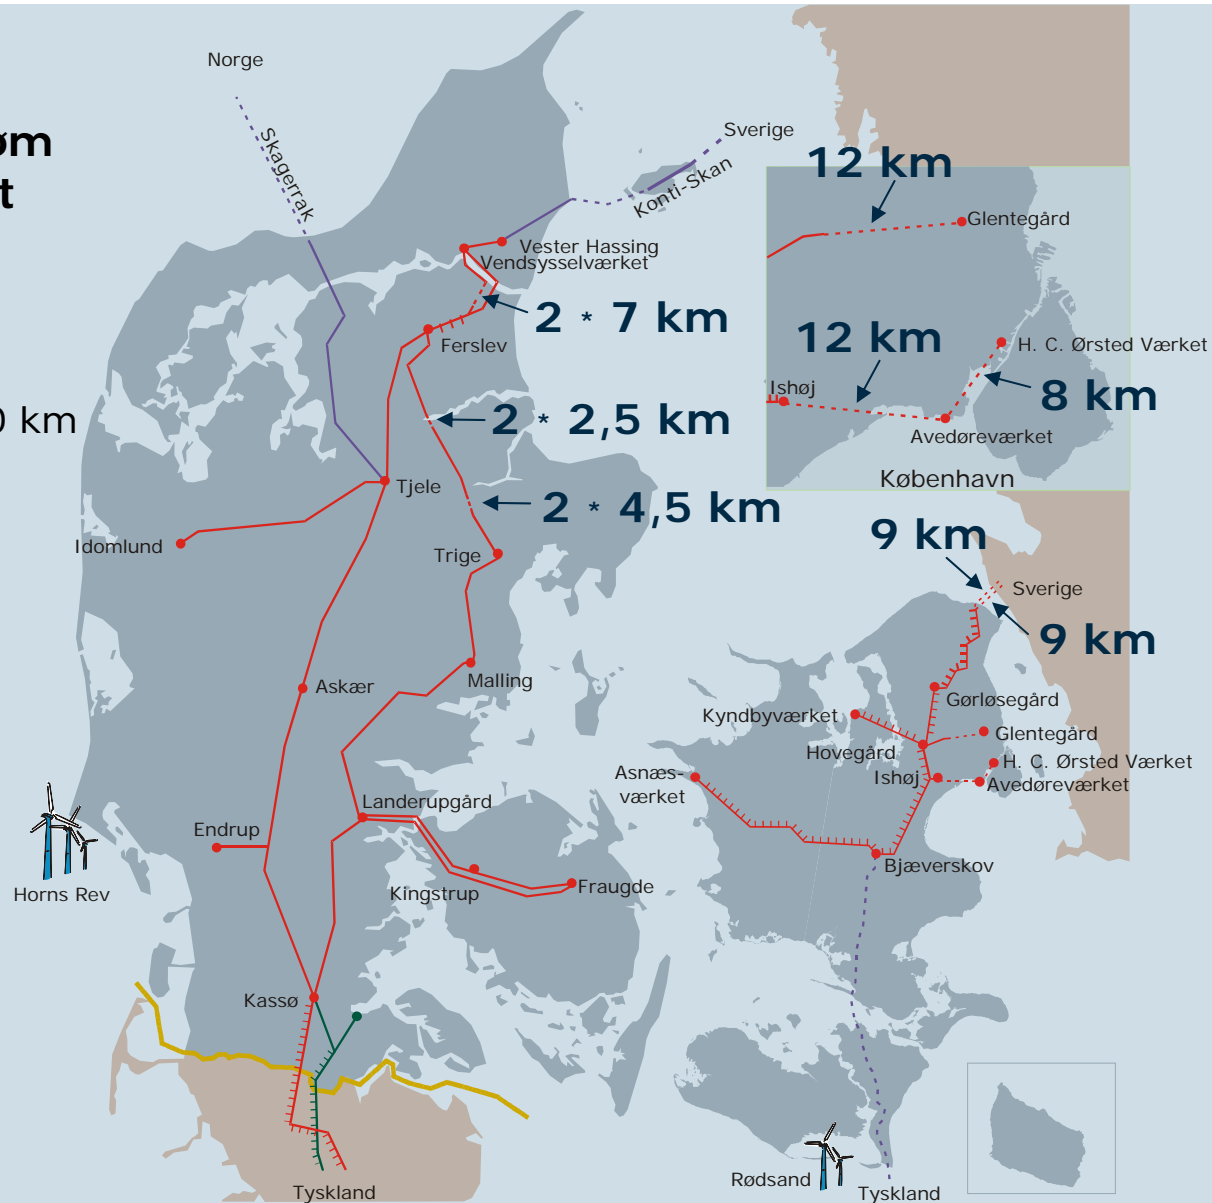 Norge
øm
Sverige
12 km
t
Skagerrak
Konti-Skan
Glentegård
Vester Hassing
Vendsysselværket
2 * 7 km
12 km
H. C. Ørsted Værket
Ferslev
Ishøj
8 km
0 km
2 * 2,5 km
Avedøreværket
København
Tjele
2 * 4,5 km
9 km
Idomlund
Trige
Sverige
9 km
Askær
Malling
Gørløsegård
Kyndbyværket
Glentegård
Hovegård
H. C. Ørsted Værket
Asnæs-
værket
Ishøj
Avedøreværket
Landerupgård
Endrup
Bjæverskov
Horns Rev
Kingstrup
Fraugde
Kassø
Rødsand
Tyskland
Tyskland